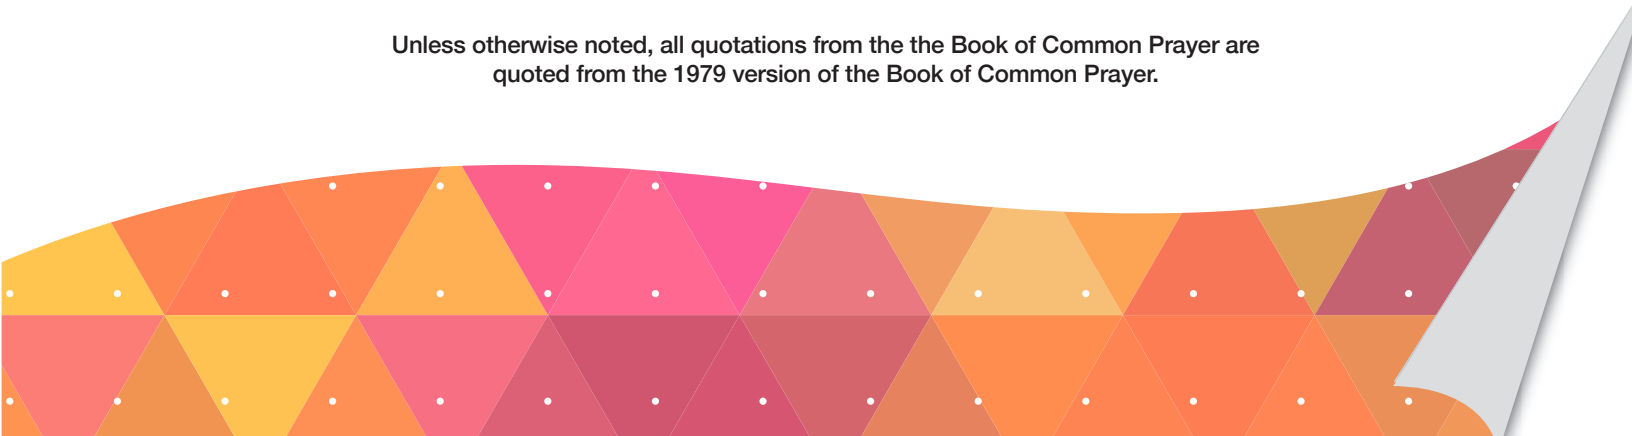 Unless otherwise noted, all quotations from the the Book of Common Prayer are
quoted from the 1979 version of the Book of Common Prayer.